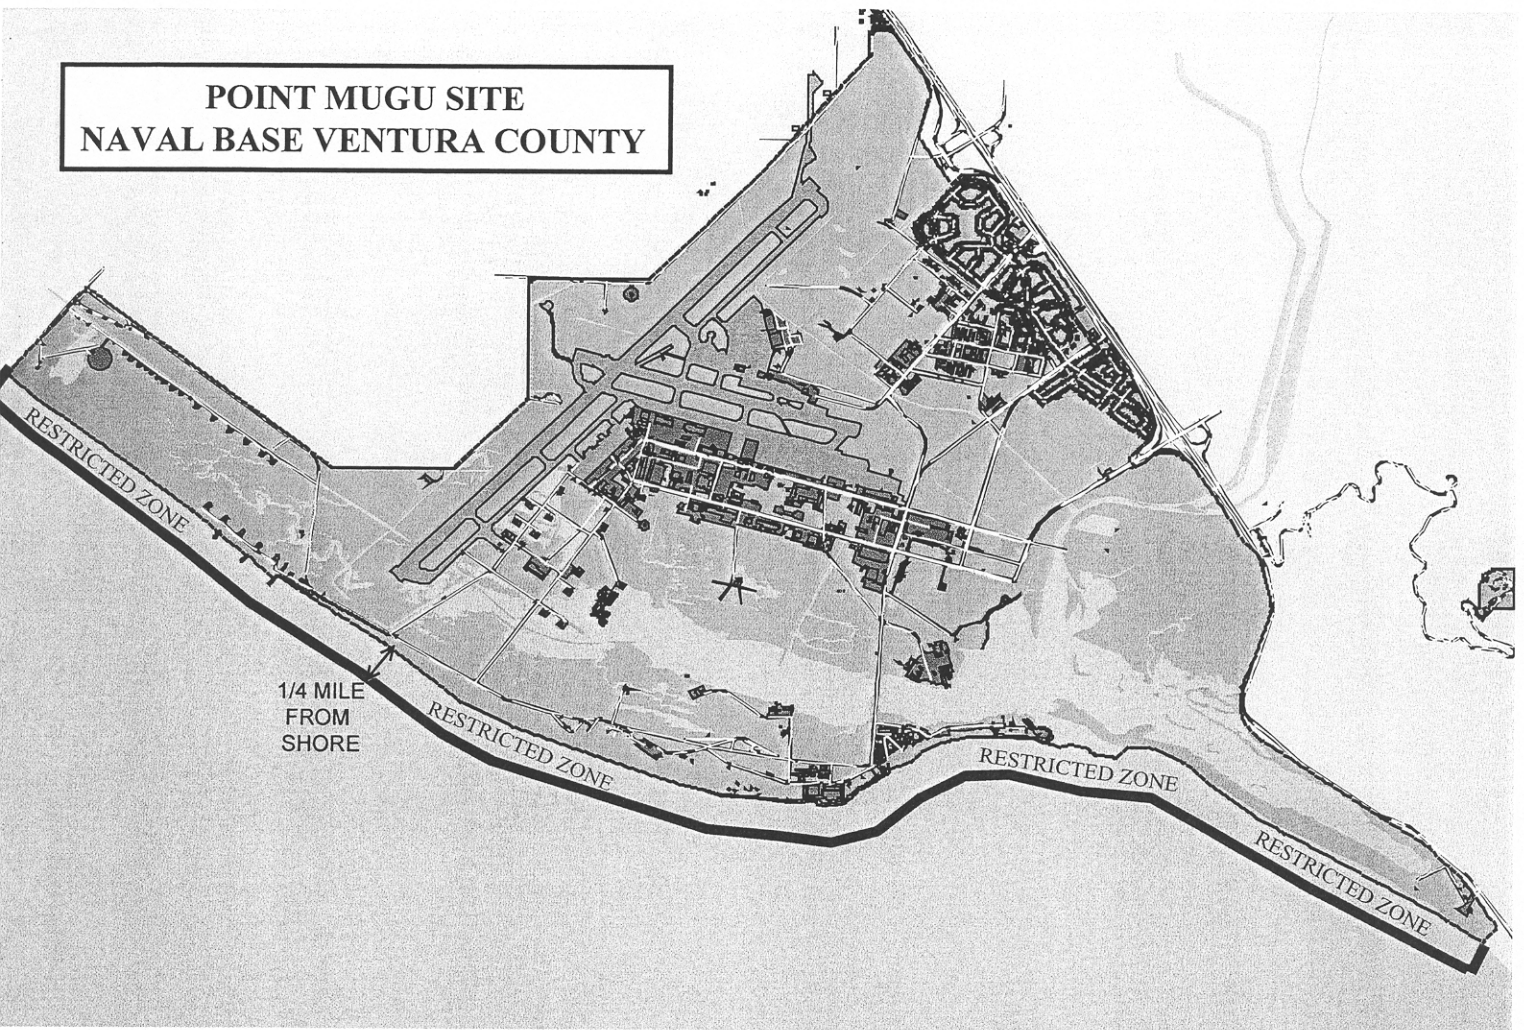 POINT MUGU SITE
NAVAL BASE VENTURA COUNTY
RESTRICTED ZONE
1/4 MILE
FROM
SHORE
RESTRICTED ZONE
RESTRICTED ZONE
RESTRICTED ZONE